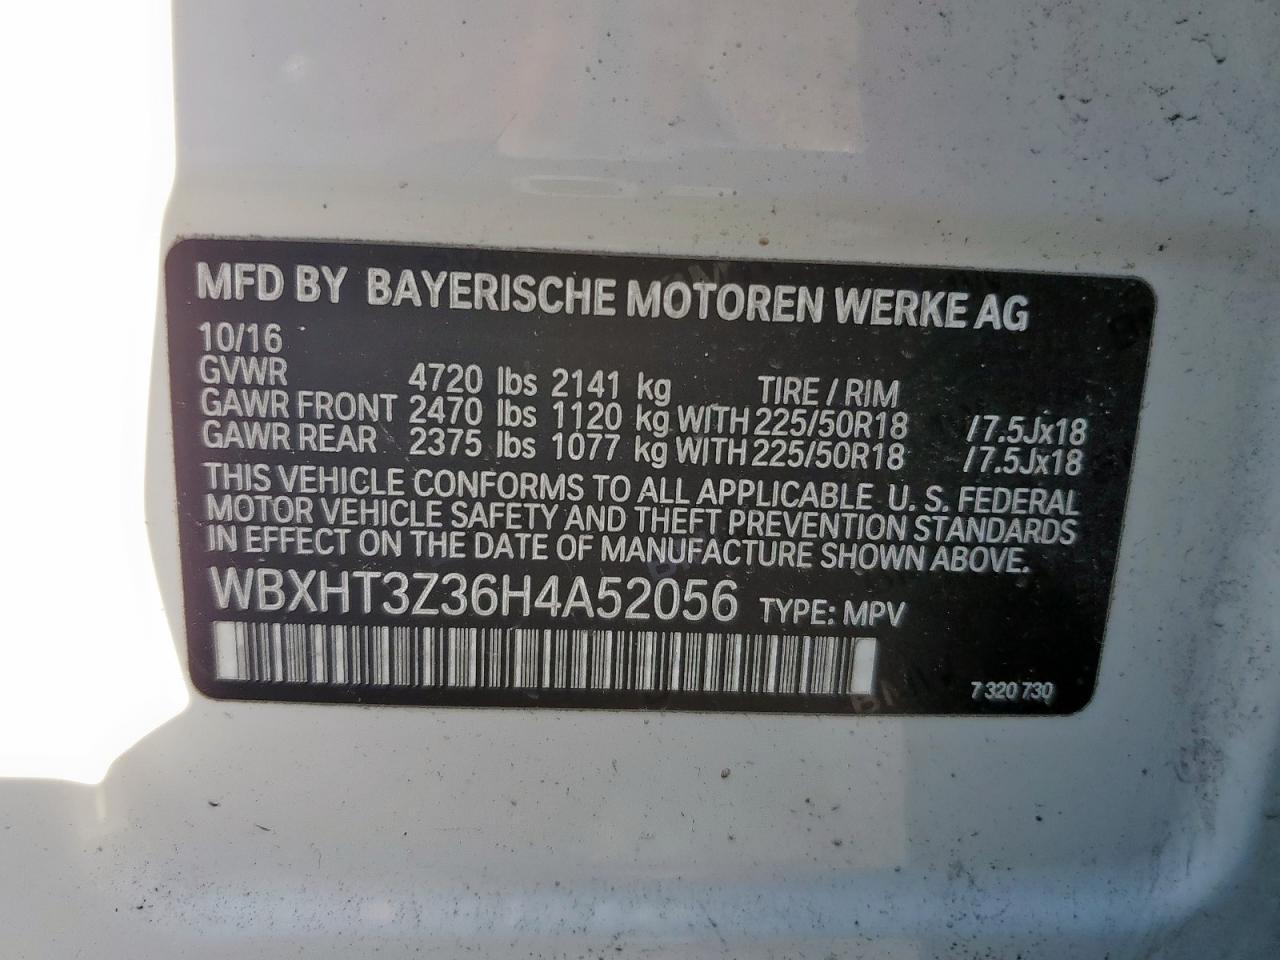 MFD BY BAYERISCHE MOTOREN WERKE AG
10/16
GVWR 4720 lbs 2141 kg TIRE / RIM
GAWR FRONT 2470 lbs 1120 kg WITH 225/50R18 /7.5Jx18
GAWR REAR 2375 lbs 1077 kg WITH 225/50R18 /7.5Jx18
THIS VEHICLE CONFORMS TO ALL APPLICABLE U. S. FEDERAL
MOTOR VEHICLE SAFETY AND THEFT PREVENTION STANDARDS
IN EFFECT ON THE DATE OF MANUFACTURE SHOWN ABOVE.
WBXHT3Z36H4A52056 TYPE: MPV
7 320 730